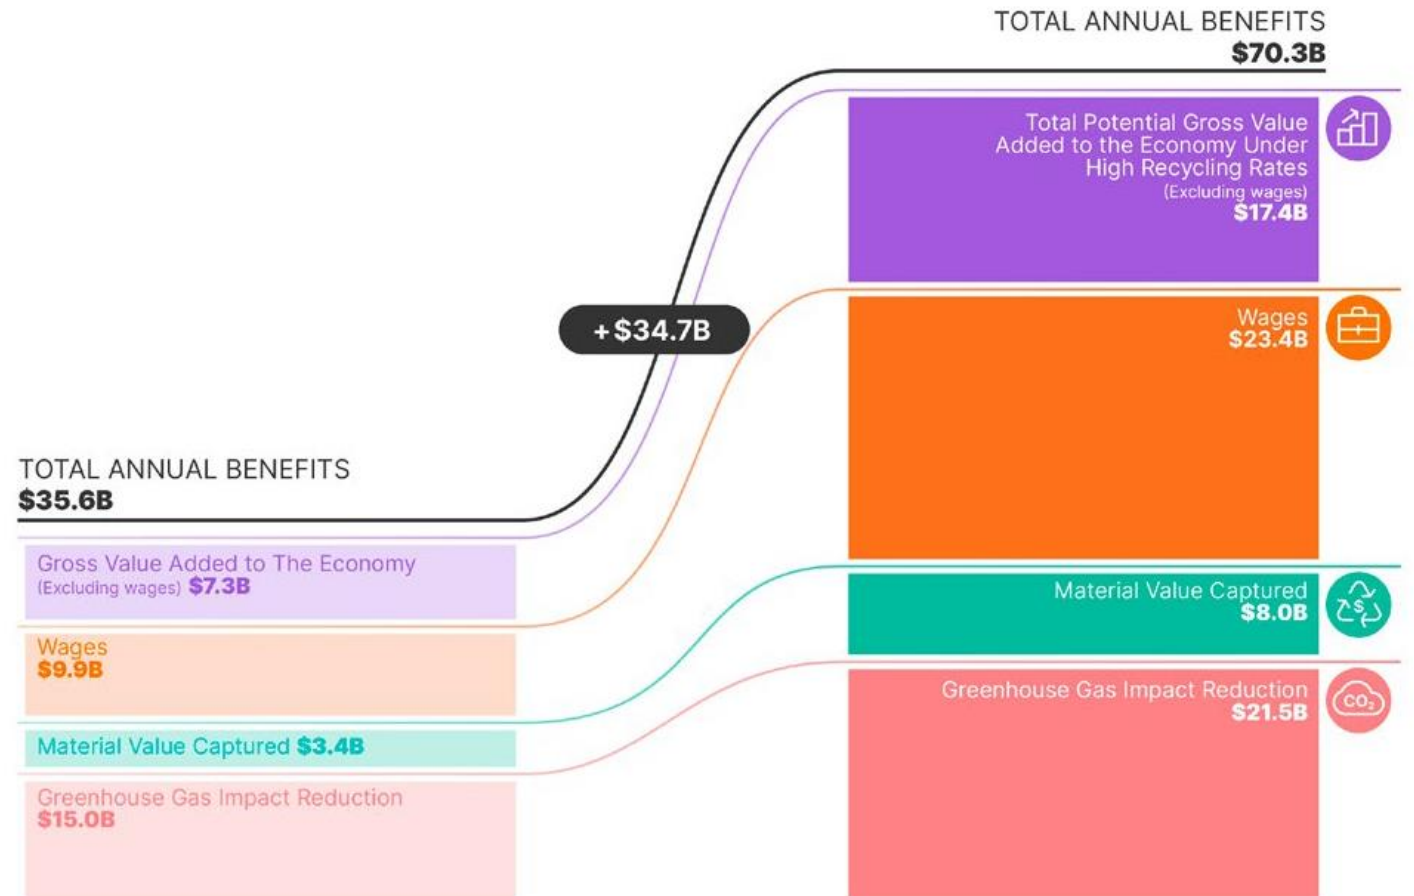 TOTAL ANNUAL BENEFITS
$70.3B
Total Potential Gross Value
Added to the Economy Under
High Recycling Rates
(Excluding wages)
$17.4B
Wages
$23.4B
+$34.7B
TOTAL ANNUAL BENEFITS
$35.6B
Gross Value Added to The Economy
(Excluding wages) $7.3B
Wages
$9.9B
Material Value Captured $3.4B
Greenhouse Gas Impact Reduction
$15.0B
Material Value Captured
$8.0B
$
Greenhouse Gas Impact Reduction
$21.5B
CO₂